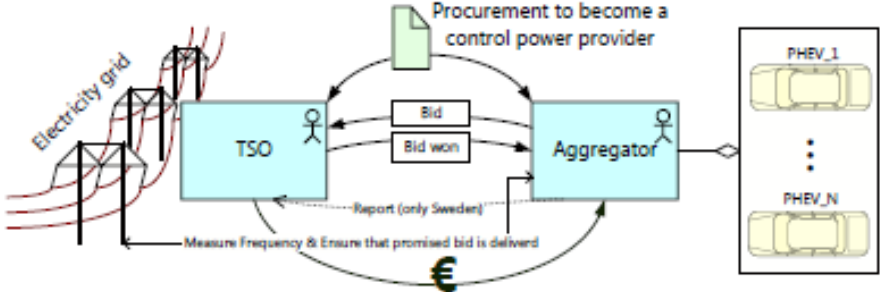 Procurement to become a
control power provider
Electricity grid
PHEV_1
Bid
TSO
Bid won
Aggregator
Report (only Sweden)
PHEV_N
Measure Frequency & Ensure that promised bid is deliverd
€